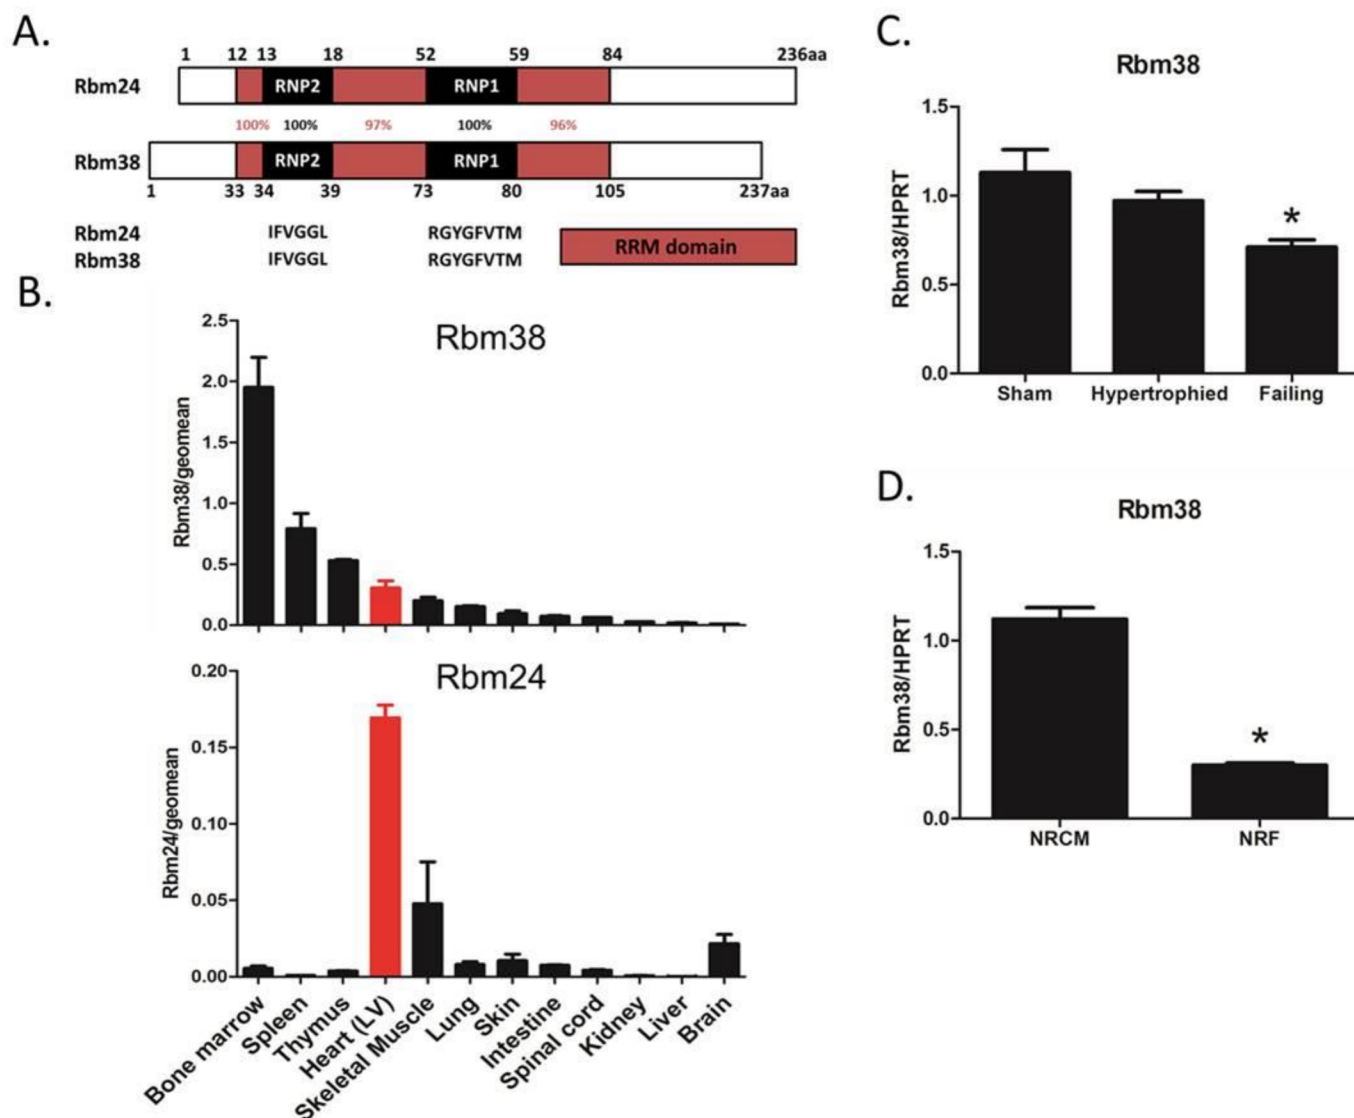 A.
1 12 13 18 52 59 84 236aa
Rbm24 RNP2 RNP1
100% 100% 97% 100% 96%
Rbm38 RNP2 RNP1
1 33 34 39 73 80 105 237aa
Rbm24 IFVGGL RGYGFVTM
Rbm38 IFVGGL RGYGFVTM
RRM domain
B.
Rbm38
Rbm38/geomean
2.5
2.0
1.5
1.0
0.5
0.0
Rbm24
Rbm24/geomean
0.20
0.15
0.10
0.05
0.00
Bone marrow
Spleen
Thymus
Heart (LV)
Skeletal Muscle
Lung
Skin
Intestine
Spinal cord
Kidney
Liver
Brain
C.
Rbm38
Rbm38/HPRT
1.5
1.0
0.5
0.0
*
Sham Hypertrophied Failing
D.
Rbm38
Rbm38/HPRT
1.5
1.0
0.5
0.0
*
NRCM NRF